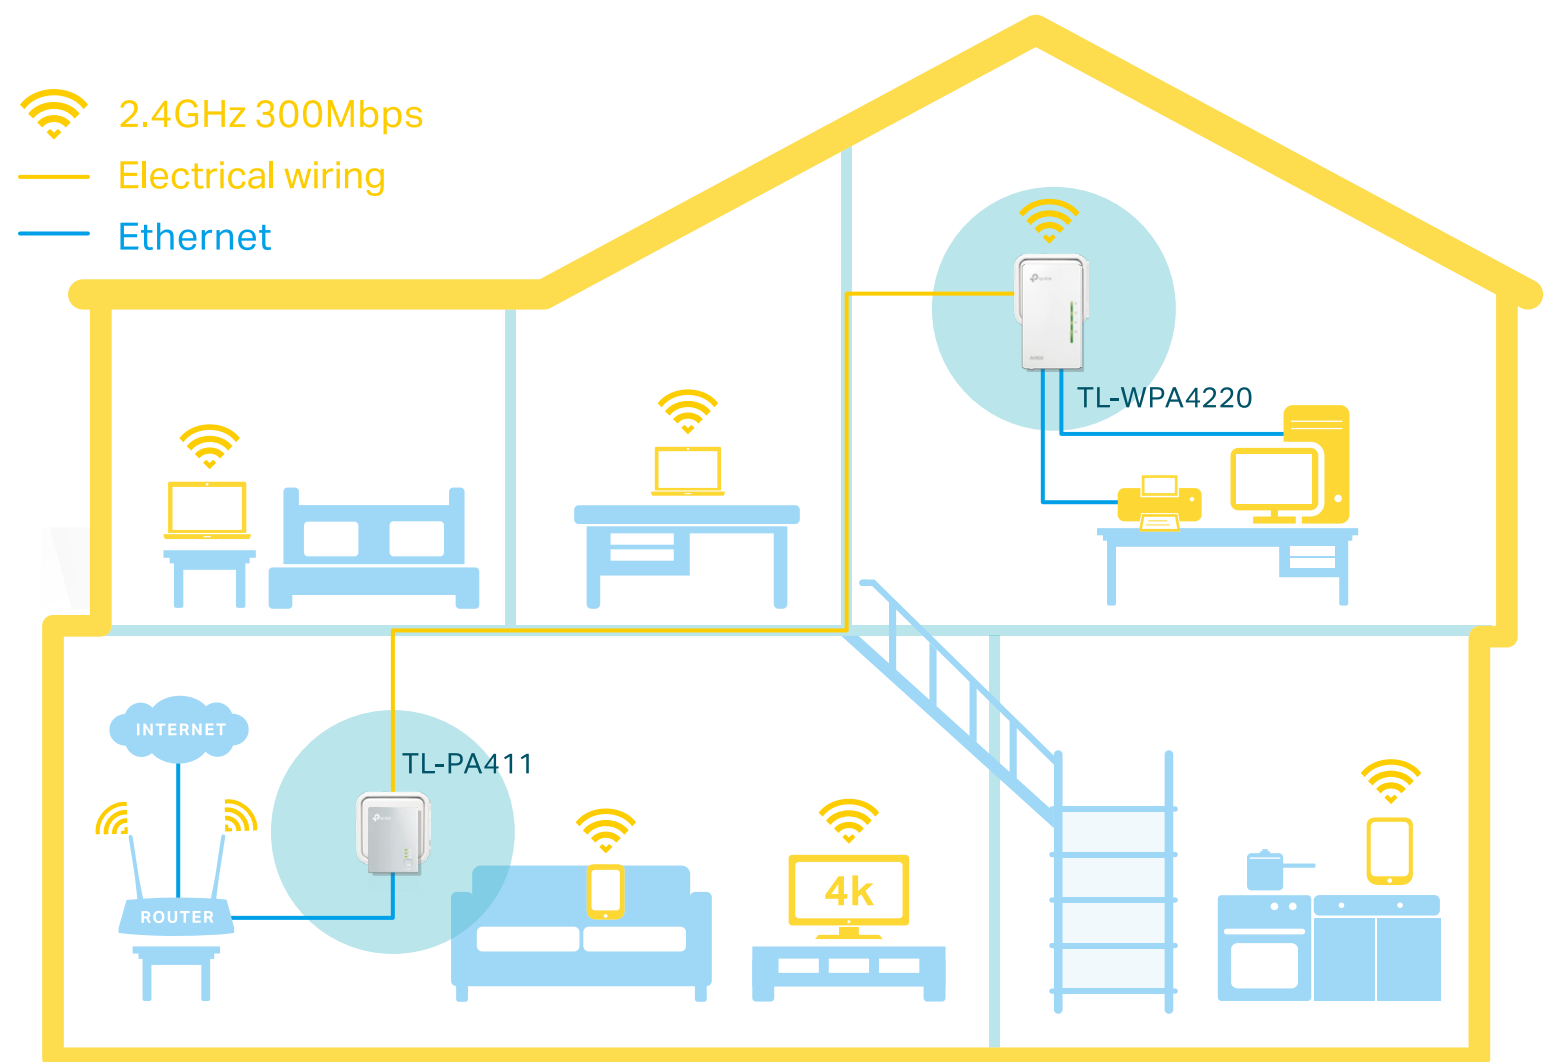 2.4GHz 300Mbps
Electrical wiring
Ethernet
TL-WPA4220
INTERNET
TL-PA411
4k
ROUTER